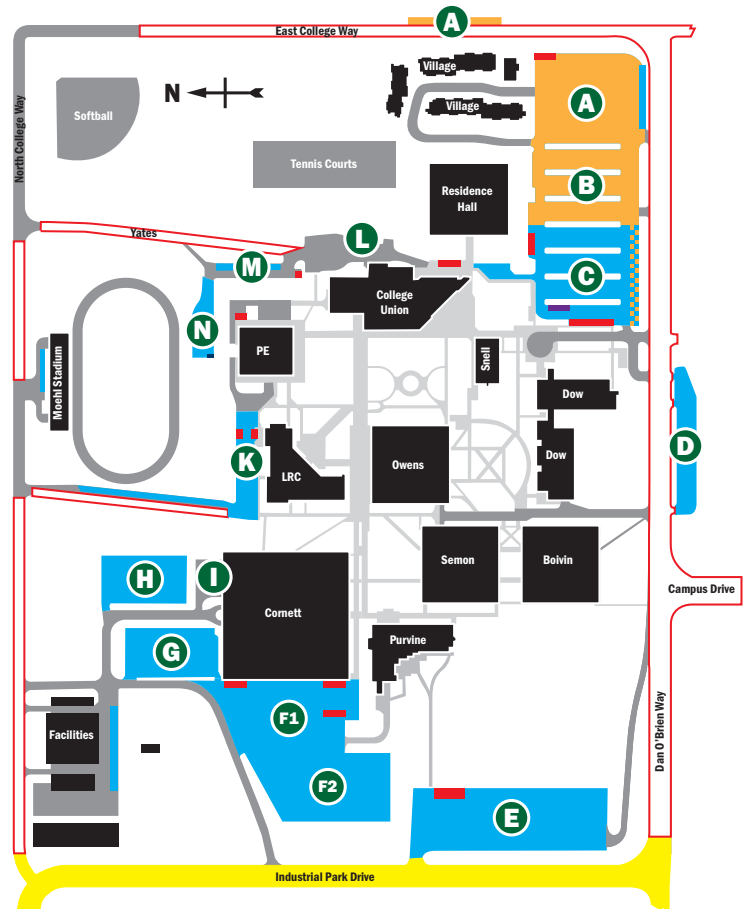 A
East College Way
Village
N
A
Softball
Village
North College Way
Tennis Courts
B
Residence
Hall
Yates
L
M
C
College
Union
N
PE
Snell
Moehl Stadium
Dow
K
LRC
Owens
Dow
D
H
I
Semon
Boivin
Campus Drive
Cornett
G
Purvine
F1
Facilities
Dan O'Brien Way
F2
E
Industrial Park Drive